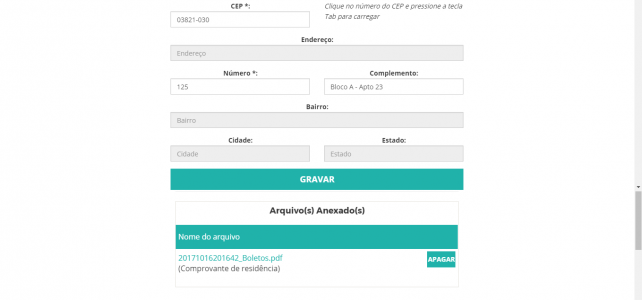 CEP *:
Clique no número do CEP e pressione a tecla
03821-030
Tab para carregar
Endereço:
Endereço
Número *:
Complemento:
125
Bloco A - Apto 23
Bairro:
Bairro
Cidade:
Estado:
Cidade
Estado
GRAVAR
Arquivo(s) Anexado(s)
Nome do arquivo
20171016201642_Boletos.pdf
APAGAR
(Comprovante de residência)